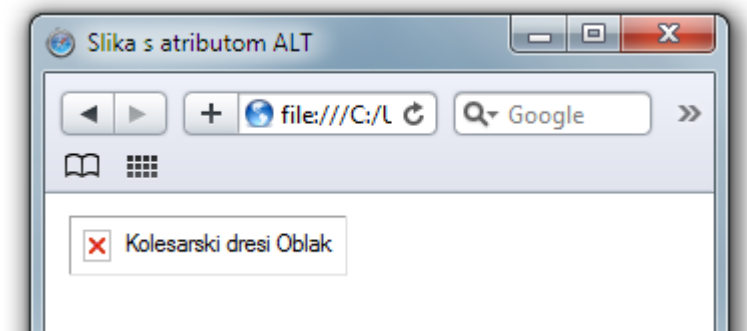 Slika s atributom ALT
file:///C:/L
Google
Kolesarski dresi Oblak